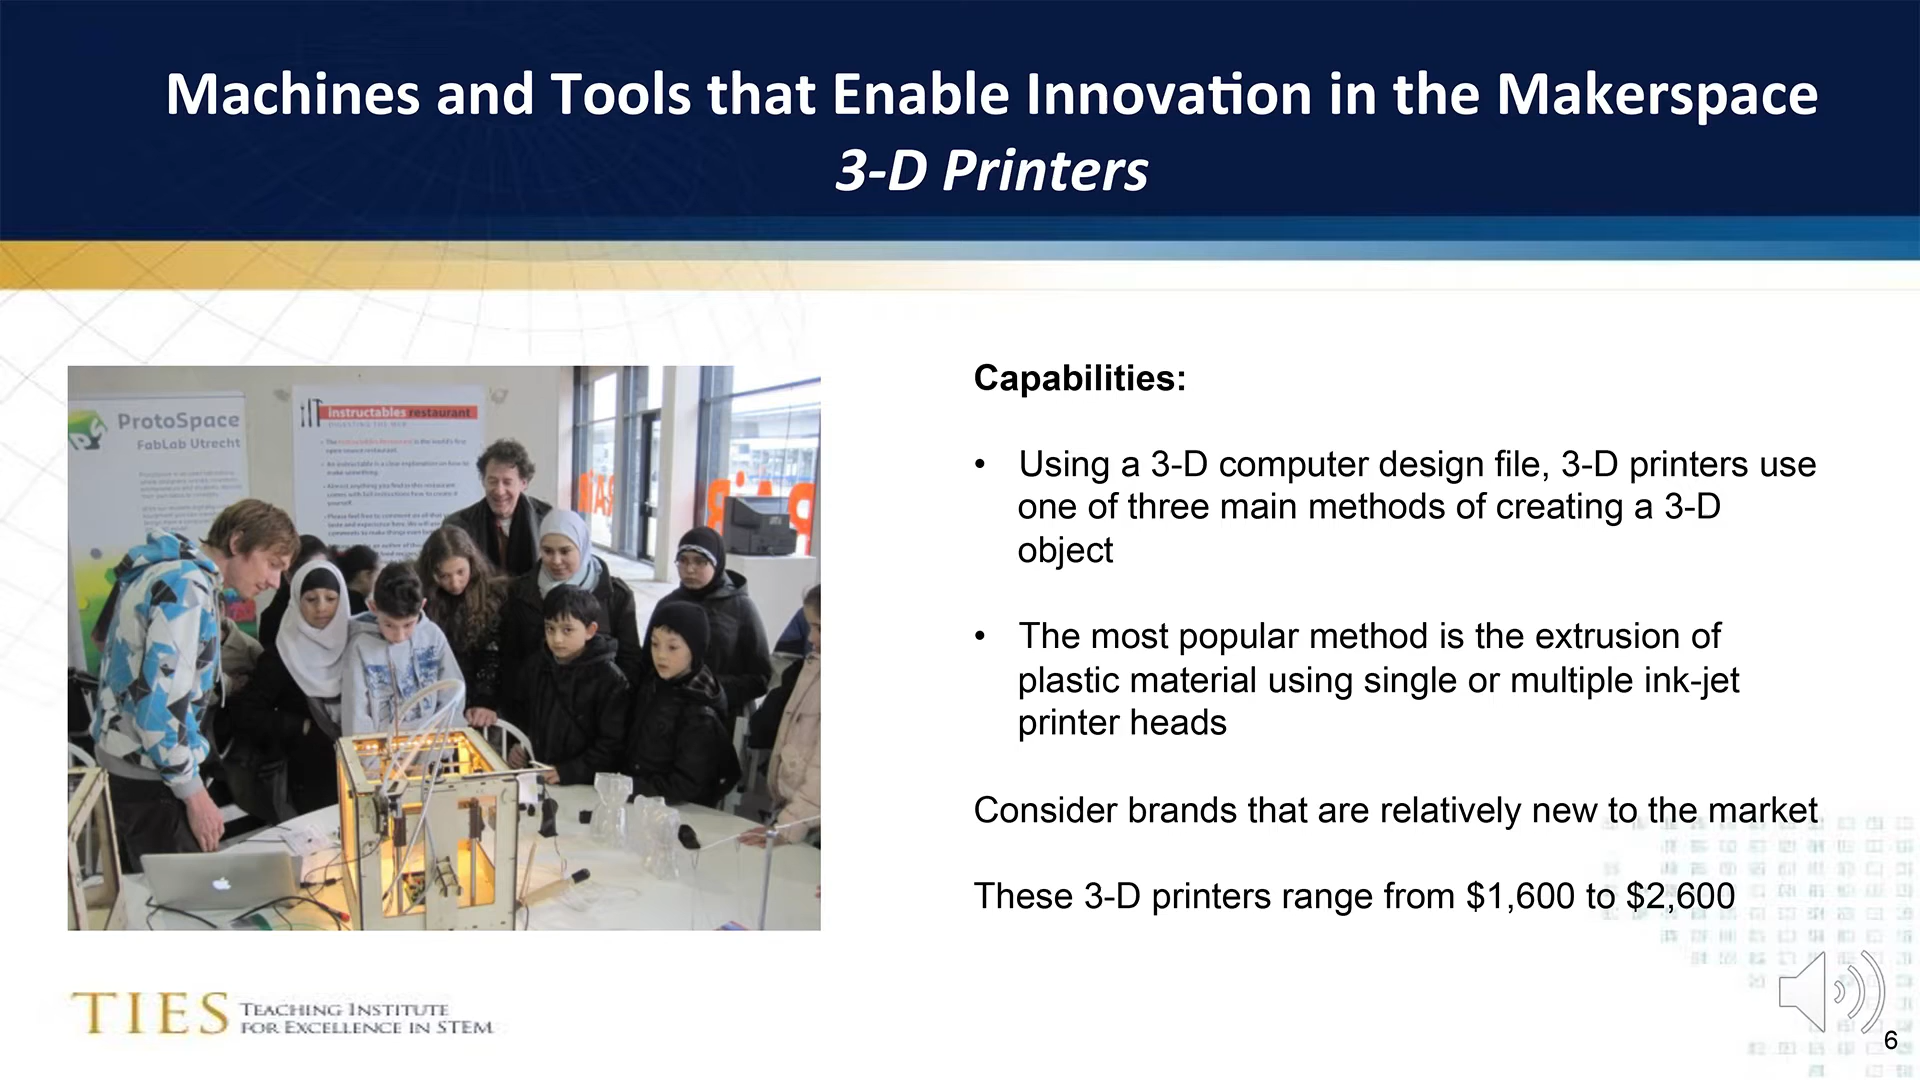 Machines and Tools that Enable Innovation in the Makerspace
3-D Printers
ProtoSpace
FabLab Utrecht
instructables restaurant
Capabilities:
• Using a 3-D computer design file, 3-D printers use
one of three main methods of creating a 3-D
object
• The most popular method is the extrusion of
plastic material using single or multiple ink-jet
printer heads
Consider brands that are relatively new to the market
These 3-D printers range from $1,600 to $2,600
TIES
TEACHING INSTITUTE
FOR EXCELLENCE IN STEM
6